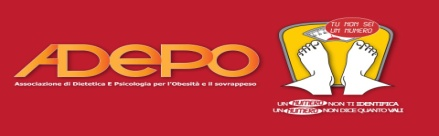 ADEPO
Associazione di Dietetica E Psicologia per l'Obesità e il sovrappeso
TU NON SEI
UN NUMERO
UN NUMERO NON TI IDENTIFICA
UN NUMERO NON DICE QUANTO VALI